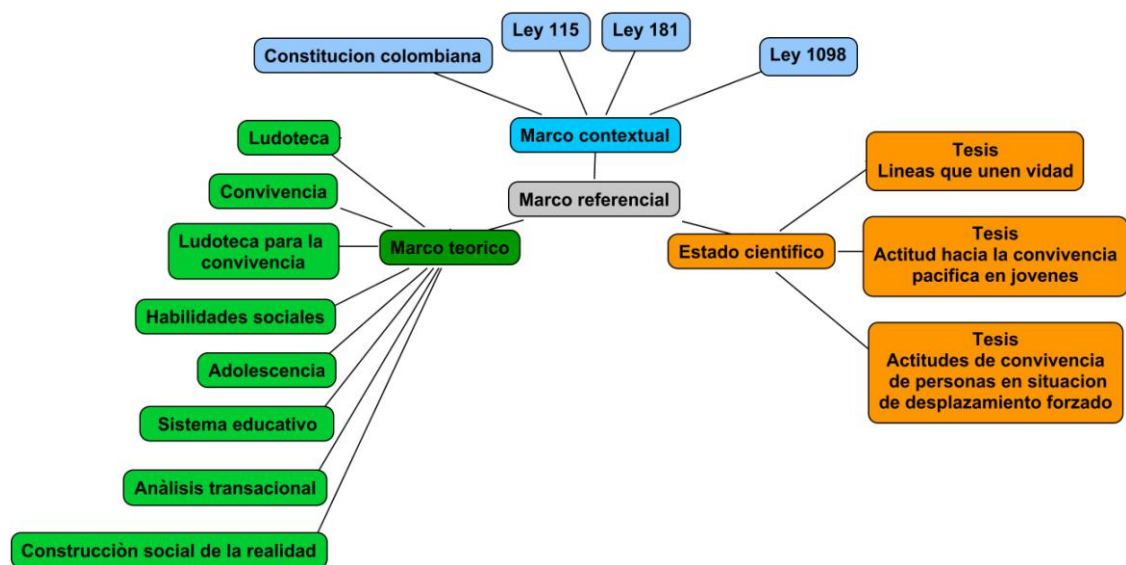 Ley 115
Ley 181
Constitucion colombiana
Ley 1098
Marco contextual
Ludoteca
Tesis
Lineas que unen vidad
Convivencia
Marco referencial
Ludoteca para la
convivencia
Marco teorico
Estado cientifico
Tesis
Actitud hacia la convivencia
pacifica en jovenes
Habilidades sociales
Tesis
Actitudes de convivencia
de personas en situacion
de desplazamiento forzado
Adolescencia
Sistema educativo
Anàlisis transacional
Construcciòn social de la realidad